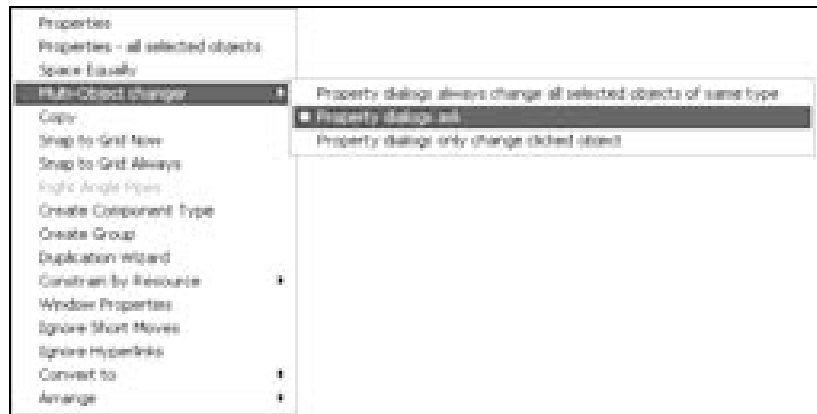 Properties
Properties - all selected objects
Space Equally
Multi-Object changer
Property dialogs always change all selected objects of same type
Copy
Property dialogs ask
Snap to Grid Now
Property dialogs only change clicked object
Snap to Grid Always
Right Angle Flows
Create Component Type
Create Group
Duplication Wizard
Constrain by Resource
Window Properties
Ignore Short Moves
Ignore Hyperlinks
Convert to
Arrange